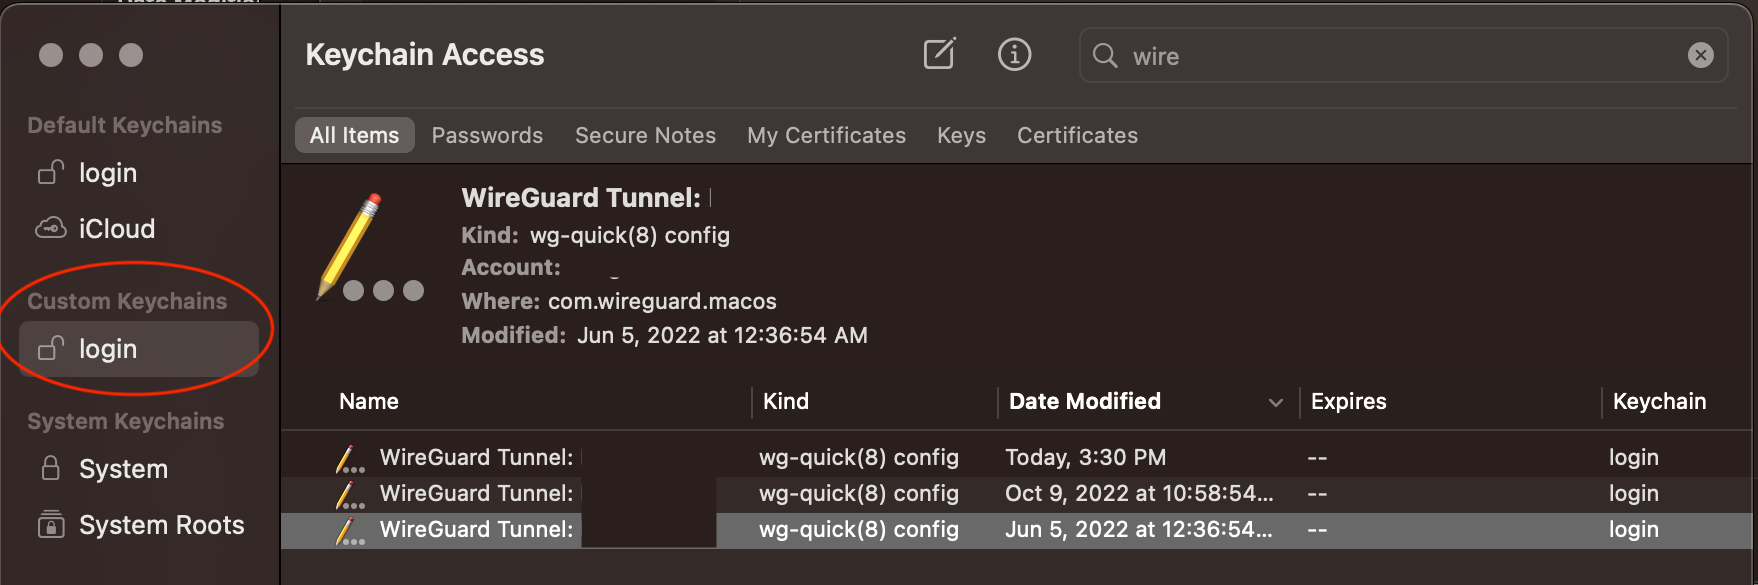 Keychain Access
wire
Default Keychains
login
iCloud
Custom Keychains
login
System Keychains
System
System Roots
All Items Passwords Secure Notes My Certificates Keys Certificates
WireGuard Tunnel:
Kind: wg-quick(8) config
Account:
Where: com.wireguard.macos
Modified: Jun 5, 2022 at 12:36:54 AM
Name Kind Date Modified Expires Keychain
WireGuard Tunnel: wg-quick(8) config Today, 3:30 PM -- login
WireGuard Tunnel: wg-quick(8) config Oct 9, 2022 at 10:58:54... -- login
WireGuard Tunnel: wg-quick(8) config Jun 5, 2022 at 12:36:54... -- login